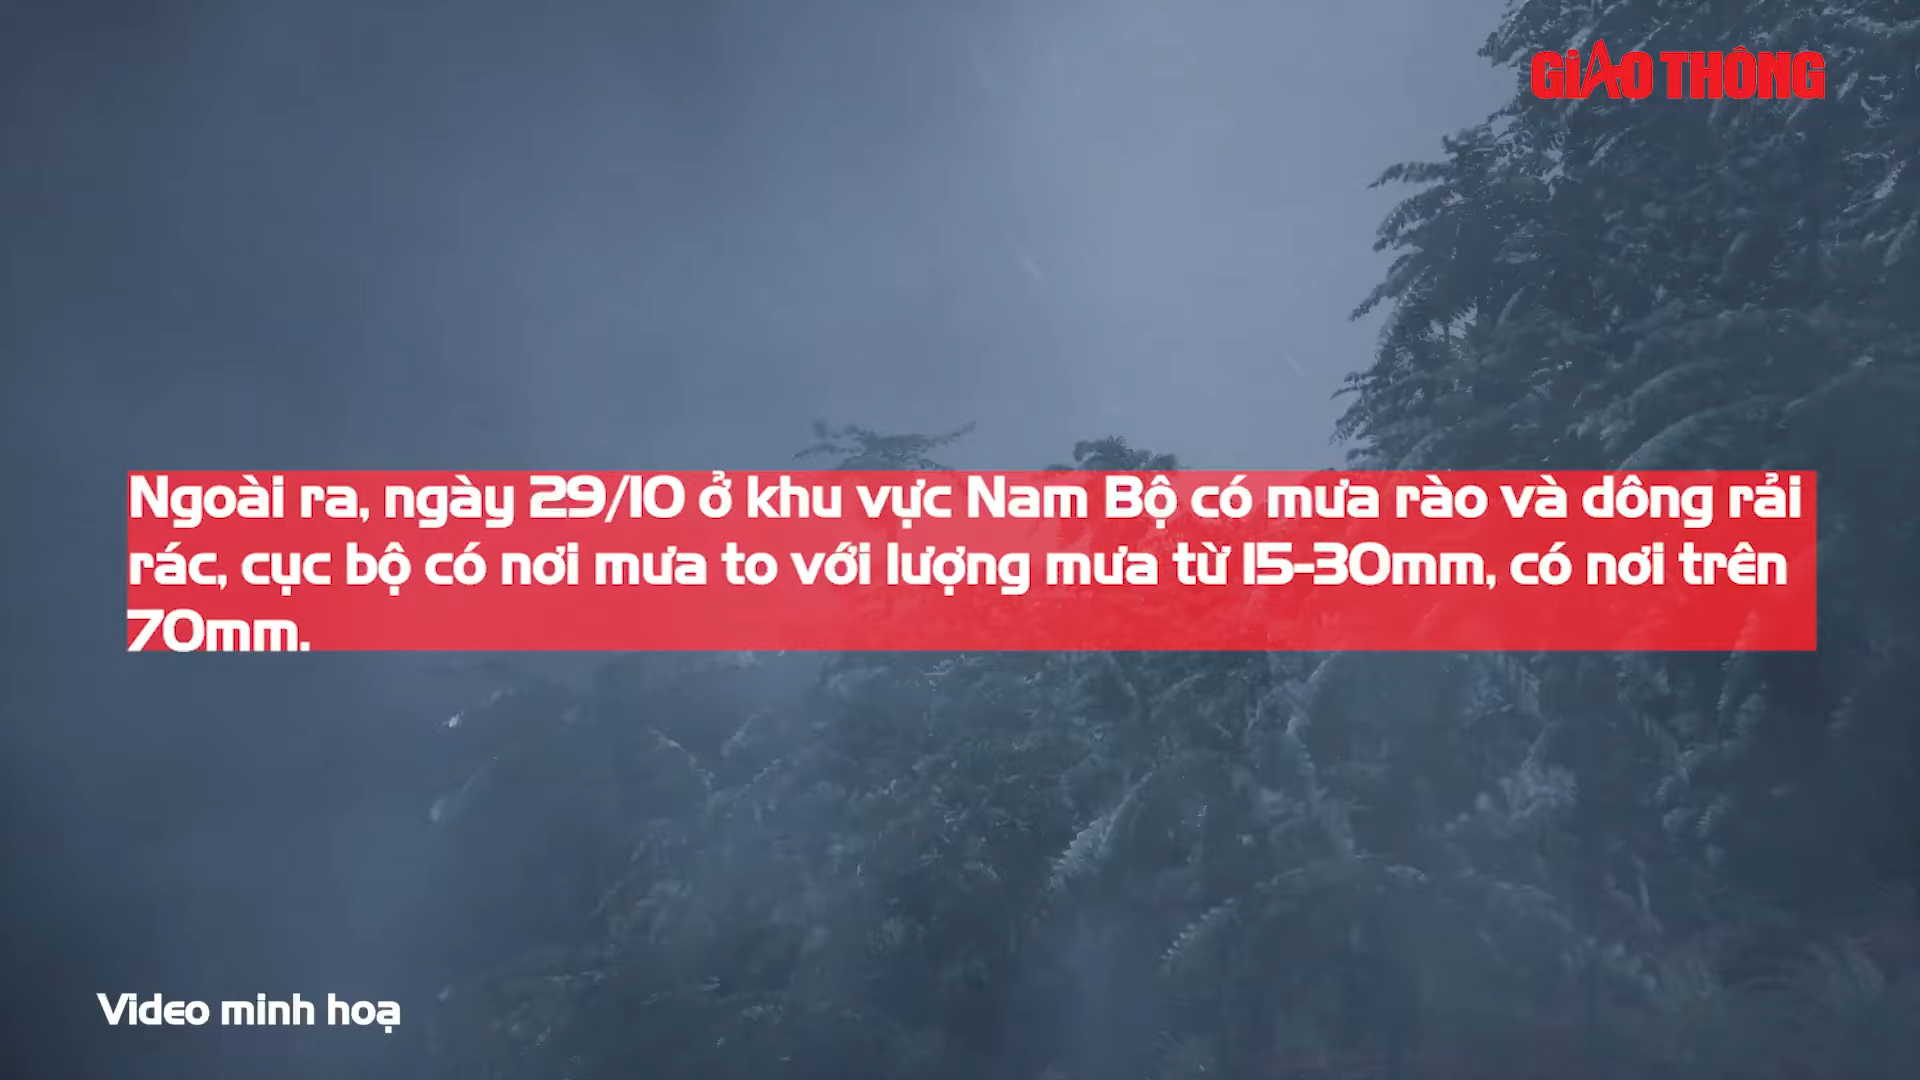 GIAO THÔNG
Ngoài ra, ngày 29/10 ở khu vực Nam Bộ có mưa rào và dông rải
rác, cục bộ có nơi mưa to với lượng mưa từ 15-30mm, có nơi trên
70mm.
Video minh hoạ